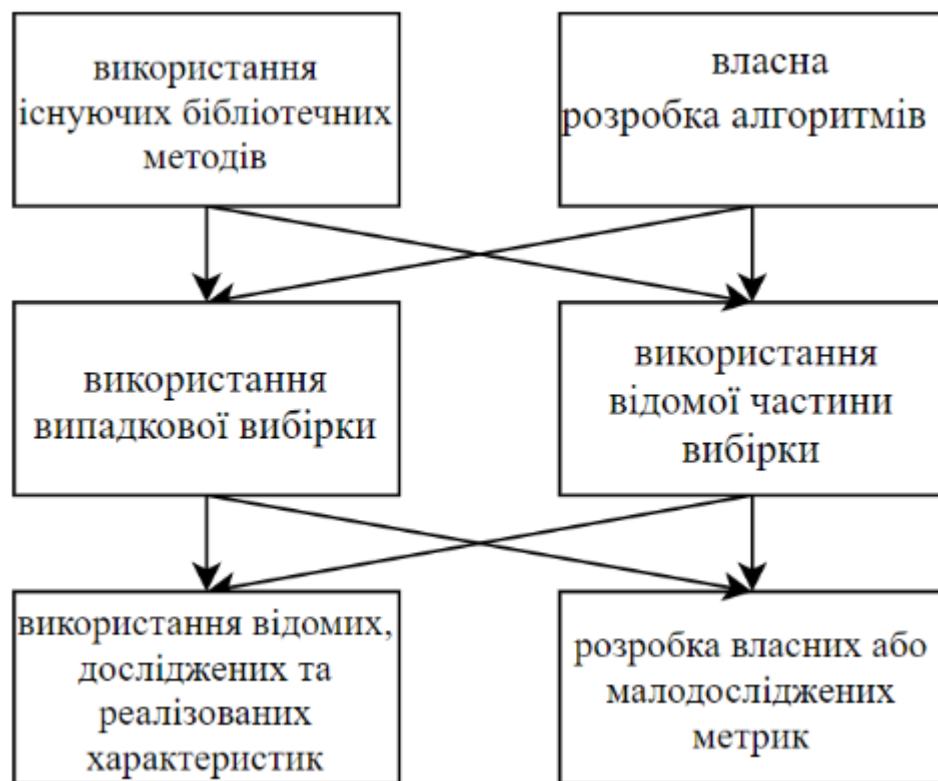 використання
існуючих бібліотечних
методів
власна
розробка алгоритмів
використання
випадкової вибірки
використання
відомої частини
вибірки
використання відомих,
досліджених та
реалізованих
характеристик
розробка власних або
малодосліджених
метрик